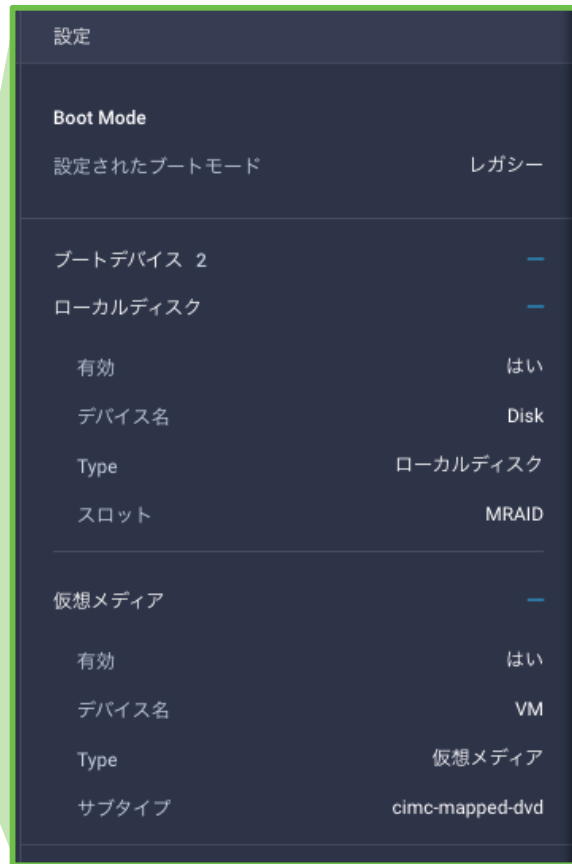 設定
Boot Mode
設定されたブートモード レガシー
ブートデバイス 2
ローカルディスク
有効 はい
デバイス名 Disk
Type ローカルディスク
スロット MRAID
仮想メディア
有効 はい
デバイス名 VM
Type 仮想メディア
サブタイプ cimc-mapped-dvd